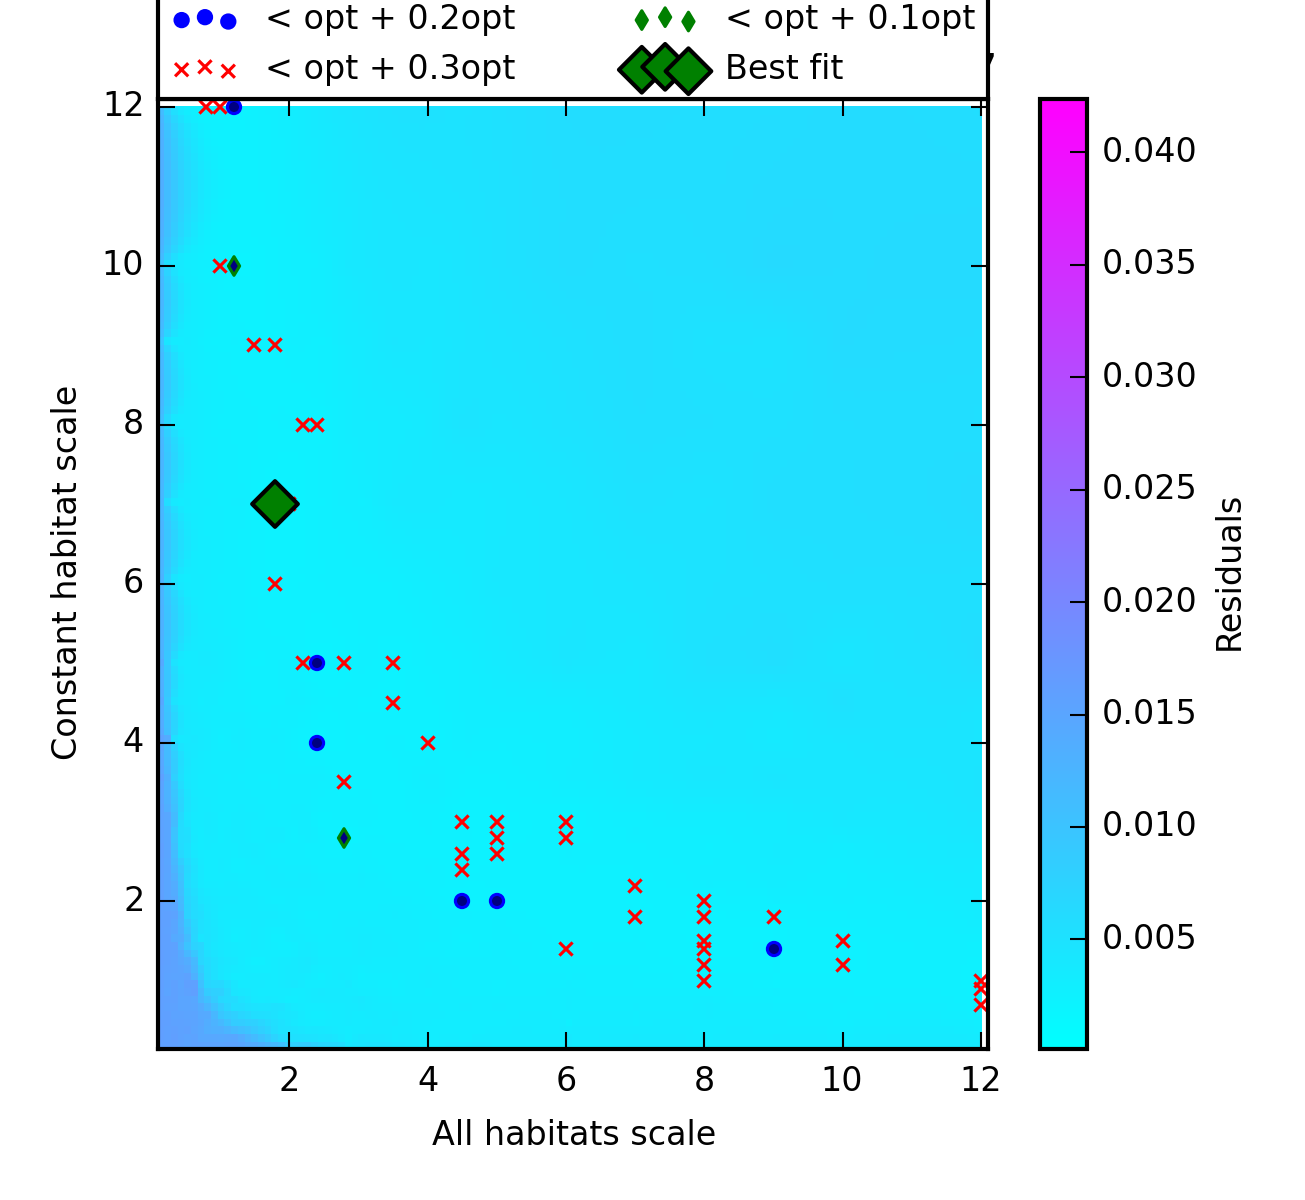 < opt + 0.2opt
< opt + 0.1opt
< opt + 0.3opt
Best fit
12
10
8
6
4
2
Constant habitat scale
2
4
6
8
10
12
All habitats scale
0.040
0.035
0.030
0.025
0.020
0.015
0.010
0.005
Residuals